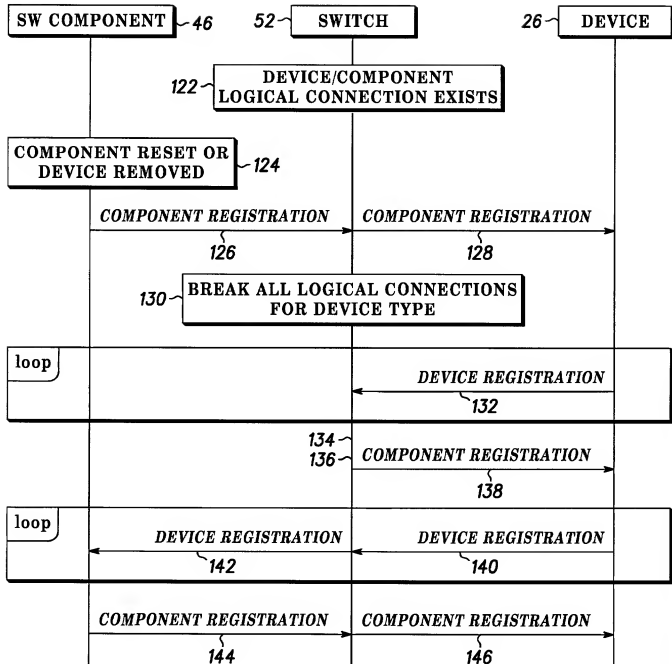 SW COMPONENT 46 52 SWITCH 26 DEVICE
122 DEVICE/COMPONENT
LOGICAL CONNECTION EXISTS
COMPONENT RESET OR
DEVICE REMOVED 124
COMPONENT REGISTRATION COMPONENT REGISTRATION
126 128
130 BREAK ALL LOGICAL CONNECTIONS
FOR DEVICE TYPE
loop
DEVICE REGISTRATION
132
134
136 COMPONENT REGISTRATION
138
loop
DEVICE REGISTRATION DEVICE REGISTRATION
142 140
COMPONENT REGISTRATION COMPONENT REGISTRATION
144 146